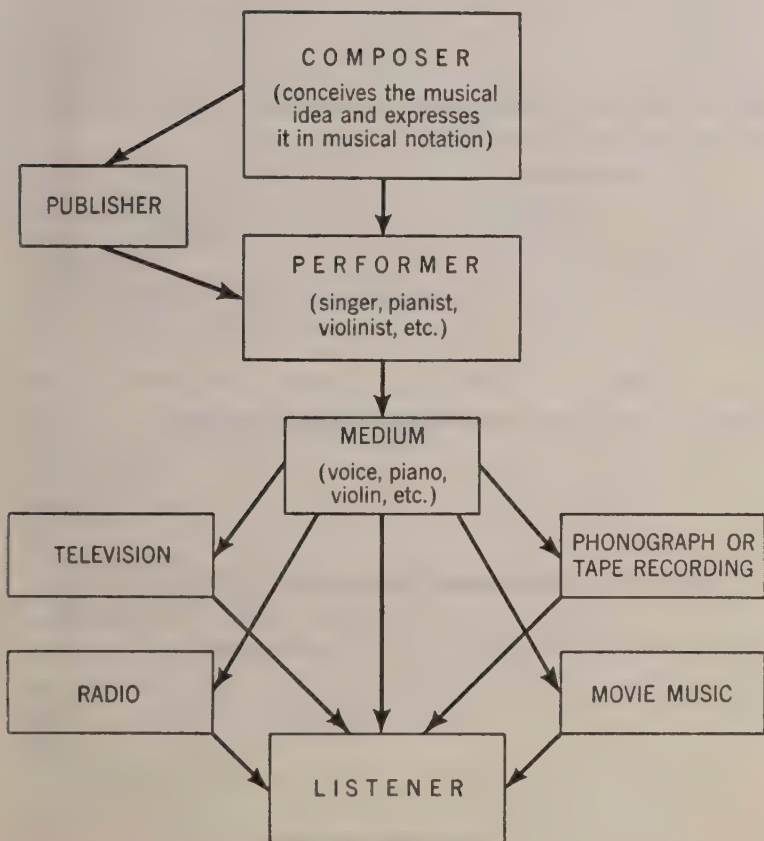 COMPOSER
(conceives the musical
idea and expresses
it in musical notation)
PUBLISHER
PERFORMER
(singer, pianist,
violinist, etc.)
MEDIUM
(voice, piano,
violin, etc.)
TELEVISION
PHONOGRAPH OR
TAPE RECORDING
RADIO
MOVIE MUSIC
LISTENER